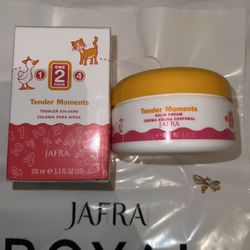 1
ONE
2
FOUR
4
Tender Moments
TODDLER COLOGNE
COLONIA PARA NIÑOS
JAFRA
100 ml e 3.3 FL.OZ.
Tender Moments
SOLID CREAM
CREMA SÓLIDA CORPORAL
JAFRA
JAFRA
ROYAL